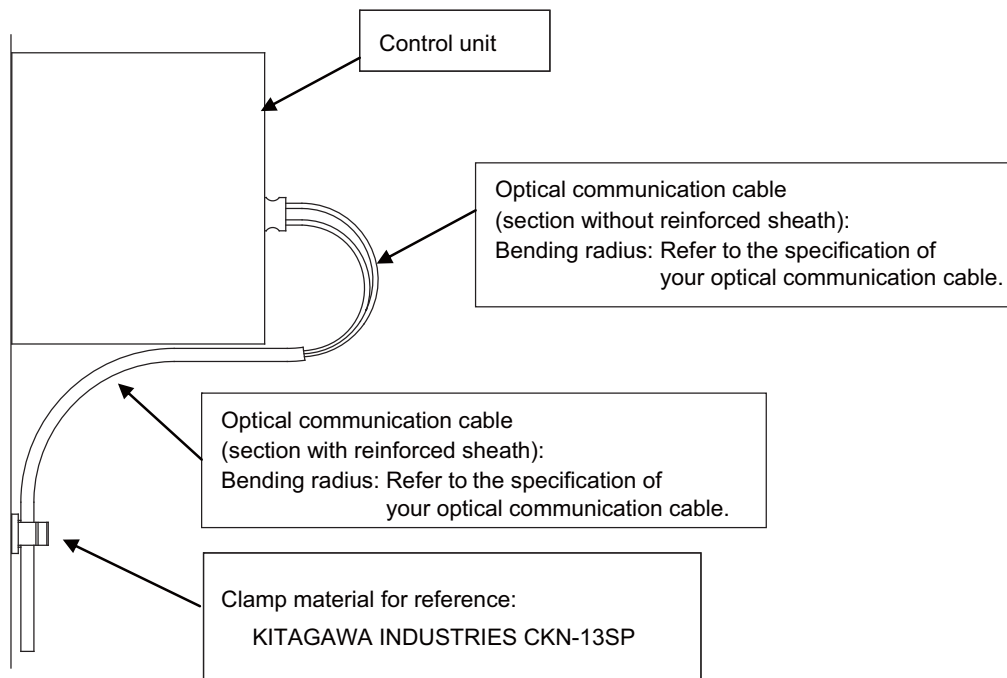 Control unit
Optical communication cable
(section without reinforced sheath):
Bending radius: Refer to the specification of
your optical communication cable.
Optical communication cable
(section with reinforced sheath):
Bending radius: Refer to the specification of
your optical communication cable.
Clamp material for reference:
KITAGAWA INDUSTRIES CKN-13SP